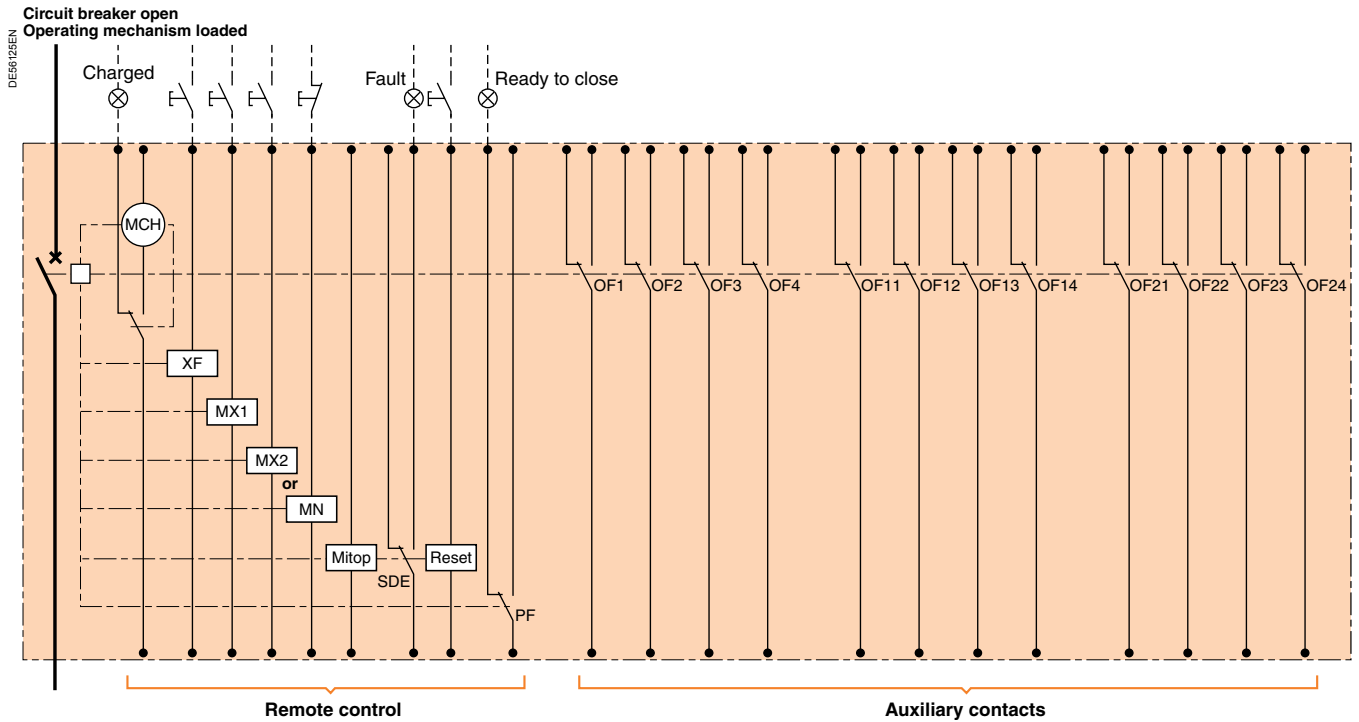 Circuit breaker open
Operating mechanism loaded
DE56125EN
Charged
Fault
Ready to close
MCH
OF1
OF2
OF3
OF4
OF11
OF12
OF13
OF14
OF21
OF22
OF23
OF24
XF
MX1
MX2
or
MN
Mitop
SDE
Reset
PF
Remote control
Auxiliary contacts